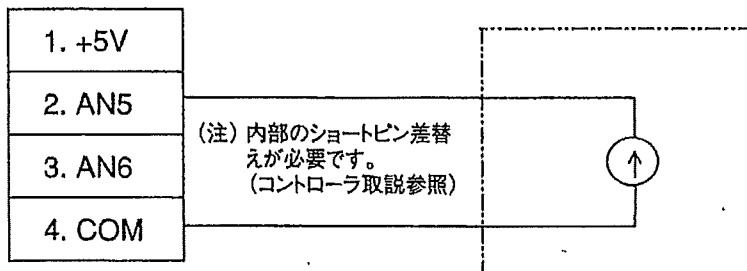 1. +5V
2. AN5
3. AN6
4. COM
(注) 内部のショートピン差替
えが必要です。
(コントローラ取説参照)